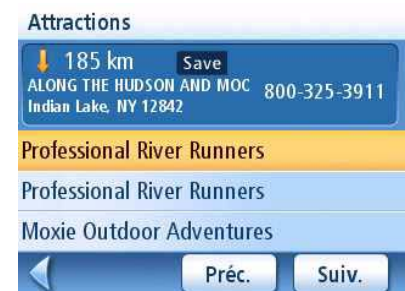 Attractions
185 km Save
ALONG THE HUDSON AND MOC 800-325-3911
Indian Lake, NY 12842
Professional River Runners
Professional River Runners
Moxie Outdoor Adventures
Préc. Suiv.